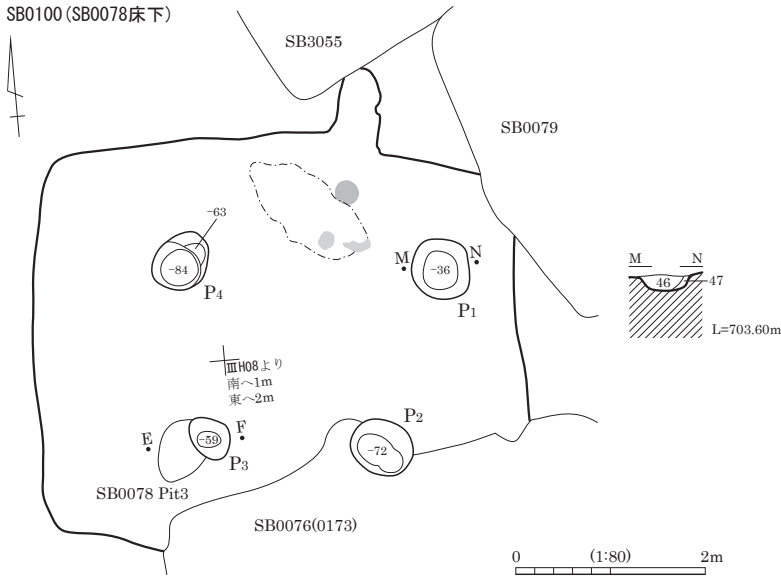 SB0100(SB0078床下)
SB3055
SB0079
-63
-84
P4
M
N
-36
P1
M N
46
47
L=703.60m
ⅢH08より
南へ1m
東へ2m
E
F
-59
P3
P2
-72
SB0078 Pit3
SB0076(0173)
0 (1:80) 2m